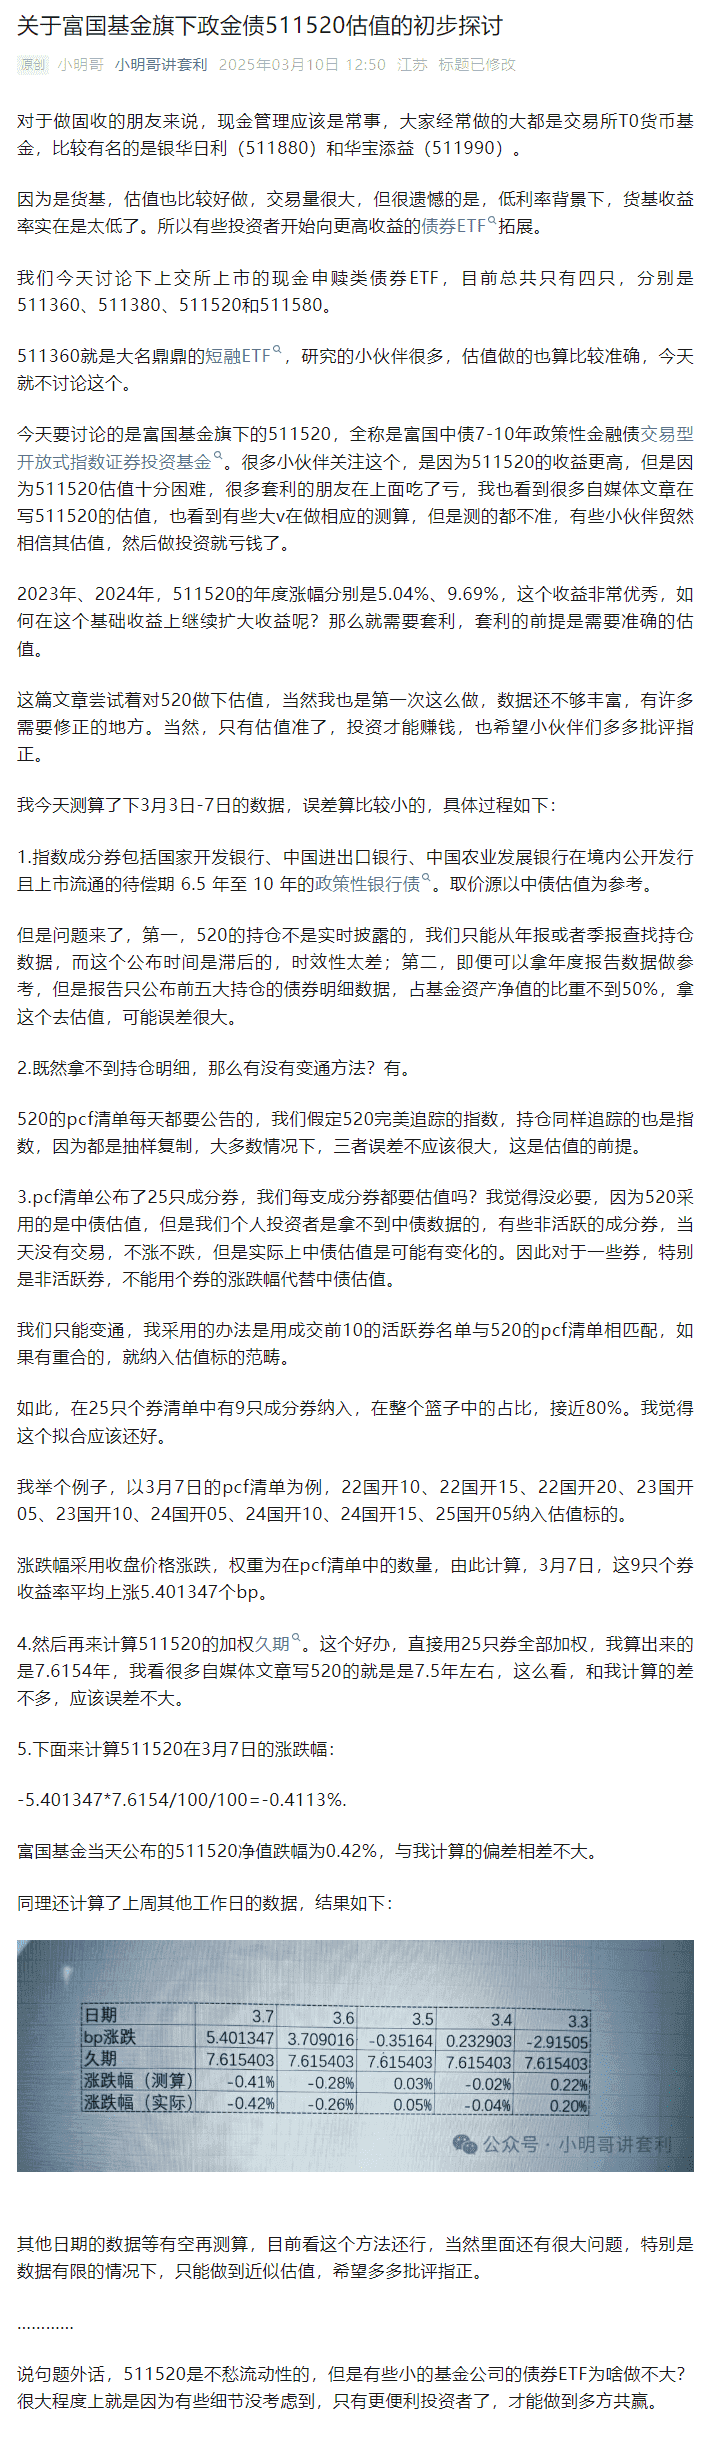 关于富国基金旗下政金债511520估值的初步探讨
原创 小明哥 小明哥讲套利 2025年03月10日 12:50 江苏 标题已修改
对于做固收的朋友来说，现金管理应该是常事，大家经常做的大都是交易所T0货币基
金，比较有名的是银华日利（511880）和华宝添益（511990）。
因为是货基，估值也比较好做，交易量很大，但很遗憾的是，低利率背景下，货基收益
率实在是太低了。所以有些投资者开始向更高收益的债券ETF拓展。
我们今天讨论下上交所上市的现金申赎类债券ETF，目前总共只有四只，分别是
511360、511380、511520和511580。
511360就是大名鼎鼎的短融ETF，研究的小伙伴很多，估值做的也算比较准确，今天
就不讨论这个。
今天要讨论的是富国基金旗下的511520，全称是富国中债7-10年政策性金融债交易型
开放式指数证券投资基金。很多小伙伴关注这个，是因为511520的收益更高，但是因
为511520估值十分困难，很多套利的朋友在上面吃了亏，我也看到很多自媒体文章在
写511520的估值，也看到有些大v在做相应的测算，但是测的都不准，有些小伙伴贸然
相信其估值，然后做投资就亏钱了。
2023年、2024年，511520的年度涨幅分别是5.04%、9.69%，这个收益非常优秀，如
何在这个基础收益上继续扩大收益呢？那么就需要套利，套利的前提是需要准确的估
值。
这篇文章尝试着对520做下估值，当然我也是第一次这么做，数据还不够丰富，有许多
需要修正的地方。当然，只有估值准了，投资才能赚钱，也希望小伙伴们多多批评指
正。
我今天测算了下3月3日-7日的数据，误差算比较小的，具体过程如下：
1.指数成分券包括国家开发银行、中国进出口银行、中国农业发展银行在境内公开发行
且上市流通的待偿期 6.5 年至 10 年的政策性银行债。取价源以中债估值为参考。
但是问题来了，第一，520的持仓不是实时披露的，我们只能从年报或者季报查找持仓
数据，而这个公布时间是滞后的，时效性太差；第二，即便可以拿年度报告数据做参
考，但是报告只公布前五大持仓的债券明细数据，占基金资产净值的比重不到50%，拿
这个去估值，可能误差很大。
2.既然拿不到持仓明细，那么有没有变通方法？有。
520的pcf清单每天都要公告的，我们假定520完美追踪的指数，持仓同样追踪的也是指
数，因为都是抽样复制，大多数情况下，三者误差不应该很大，这是估值的前提。
3.pcf清单公布了25只成分券，我们每支成分券都要估值吗？我觉得没必要，因为520采
用的是中债估值，但是我们个人投资者是拿不到中债数据的，有些非活跃的成分券，当
天没有交易，不涨不跌，但是实际上中债估值是可能有变化的。因此对于一些券，特别
是非活跃券，不能用个券的涨跌幅代替中债估值。
我们只能变通，我采用的办法是用成交前10的活跃券名单与520的pcf清单相匹配，如
果有重合的，就纳入估值标的范畴。
如此，在25只个券清单中有9只成分券纳入，在整个篮子中的占比，接近80%。我觉得
这个拟合应该还好。
我举个例子，以3月7日的pcf清单为例，22国开10、22国开15、22国开20、23国开
05、23国开10、24国开05、24国开10、24国开15、25国开05纳入估值标的。
涨跌幅采用收盘价格涨跌，权重为在pcf清单中的数量，由此计算，3月7日，这9只个券
收益率平均上涨5.401347个bp。
4.然后再来计算511520的加权久期。这个好办，直接用25只券全部加权，我算出来的
是7.6154年，我看很多自媒体文章写520的就是是7.5年左右，这么看，和我计算的差
不多，应该误差不大。
5.下面来计算511520在3月7日的涨跌幅：
-5.401347*7.6154/100/100=-0.4113%.
富国基金当天公布的511520净值跌幅为0.42%，与我计算的偏差相差不大。
同理还计算了上周其他工作日的数据，结果如下：
日期 3.7 3.6 3.5 3.4 3.3
bp涨跌 5.401347 3.709016 -0.35164 0.232903 -2.91505
久期 7.615403 7.615403 7.615403 7.615403 7.615403
涨跌幅（测算） -0.41% -0.28% 0.03% -0.02% 0.22%
涨跌幅（实际） -0.42% -0.26% 0.05% -0.04% 0.20%
公众号 · 小明哥讲套利
其他日期的数据等有空再测算，目前看这个方法还行，当然里面还有很大问题，特别是
数据有限的情况下，只能做到近似估值，希望多多批评指正。
…………
说句题外话，511520是不愁流动性的，但是有些小的基金公司的债券ETF为啥做不大？
很大程度上就是因为有些细节没考虑到，只有更便利投资者了，才能做到多方共赢。